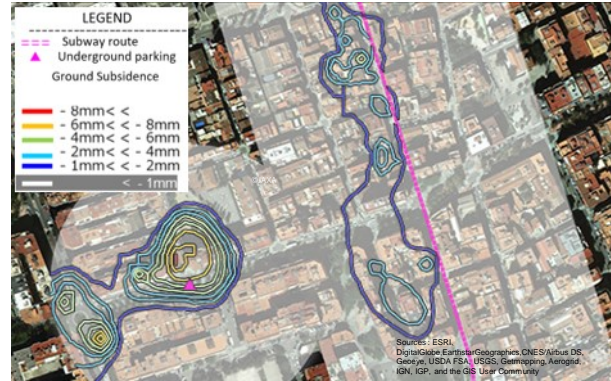 LEGEND
Subway route
Underground parking
Ground Subsidence
- 8mm< <
- 6mm< < - 8mm
- 4mm< < - 6mm
- 2mm< < - 4mm
- 1mm< < - 2mm
< - 1mm
Sources : ESRI,
DigitalGlobe,EarthstarGeographics,CNES/Airbus DS,
Geoeye, USDA FSA, USGS, Getmapping, Aerogrid,
IGN, IGP, and the GIS User Community